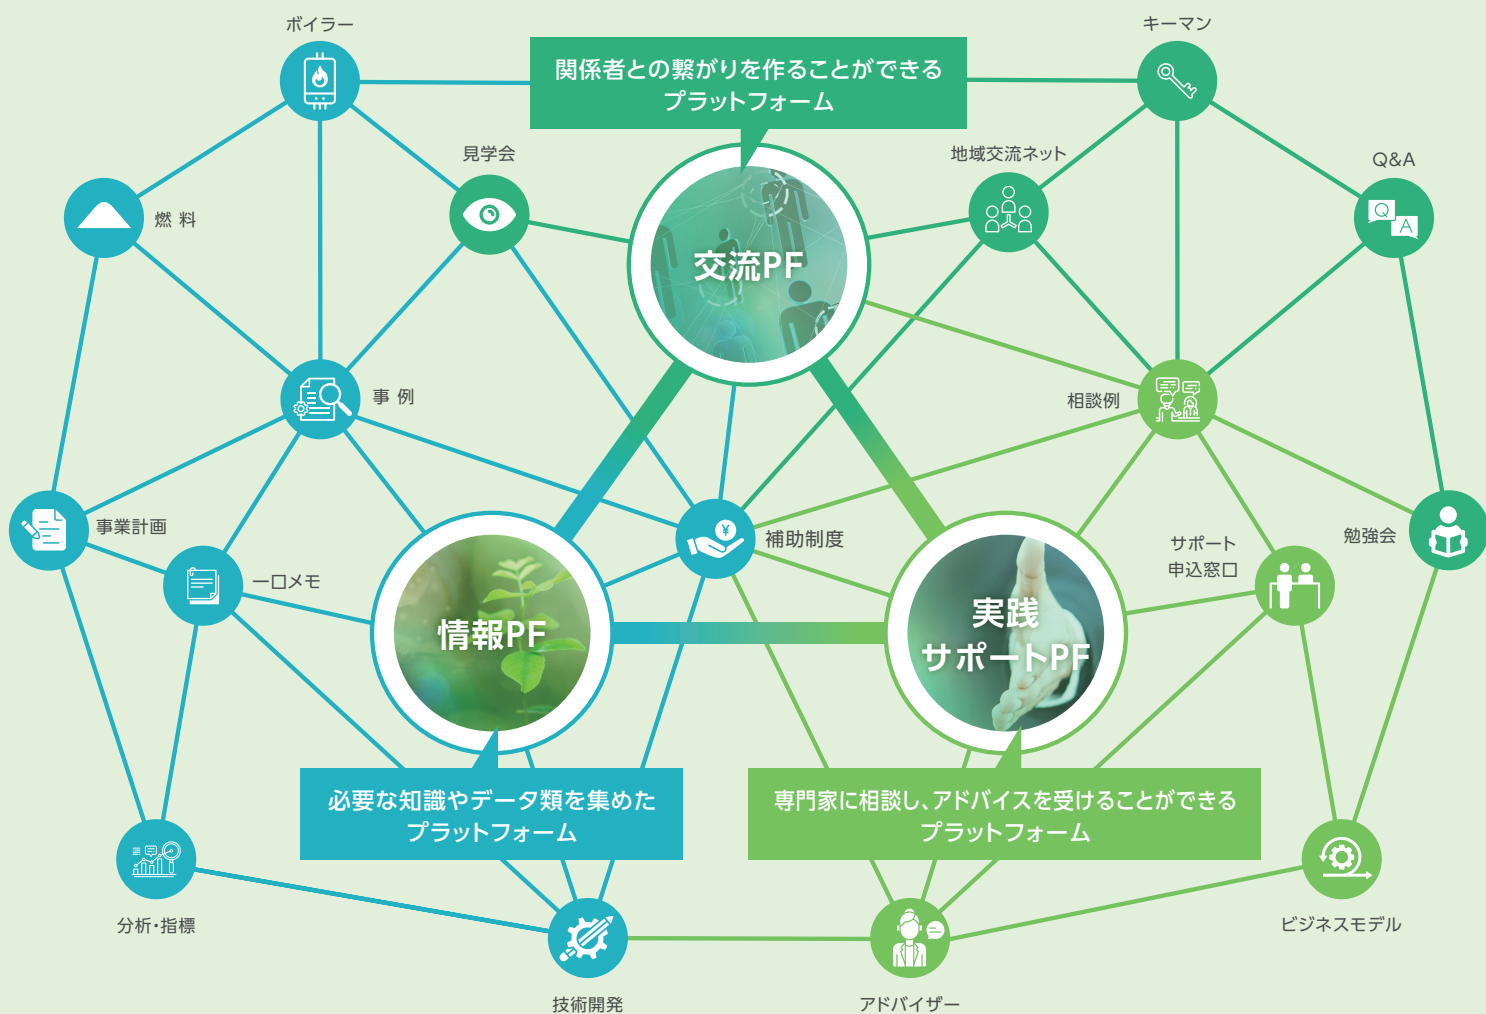 ボイラー
キーマン
関係者との繋がりを作ることができる
プラットフォーム
見学会
地域交流ネット
Q&A
Q
A
燃 料
交流PF
事 例
相談例
¥
事業計画
補助制度
サポート
申込窓口
勉強会
一口メモ
情報PF
実践
サポートPF
必要な知識やデータ類を集めた
プラットフォーム
専門家に相談し、アドバイスを受けることができる
プラットフォーム
分析・指標
ビジネスモデル
技術開発
アドバイザー